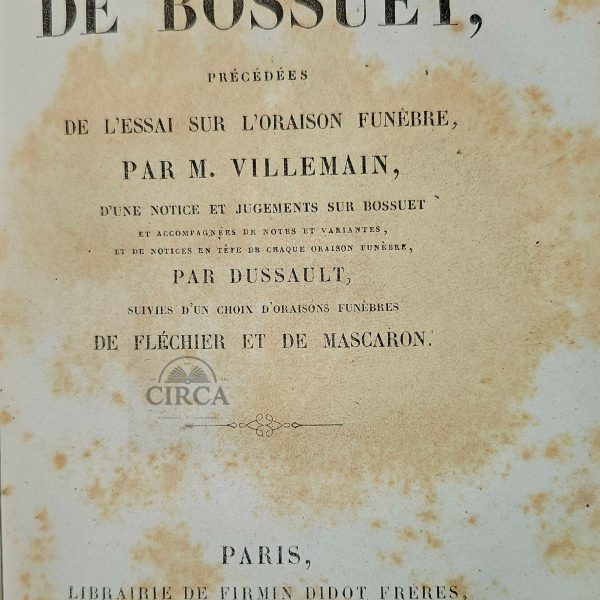 DE BOSSUET,
PRÉCÉDÉES
DE L'ESSAI SUR L'ORAISON FUNÈBRE,
PAR M. VILLEMAIN,
D'UNE NOTICE ET JUGEMENTS SUR BOSSUET
ET ACCOMPAGNÉES DE NOTES ET VARIANTES,
ET DE NOTICES EN TÊTE DE CHAQUE ORAISON FUNÈBRE,
PAR DUSSAULT,
SUIVIES D'UN CHOIX D'ORAISONS FUNÈBRES
DE FLÉCHIER ET DE MASCARON.
CIRCA
PARIS,
LIBRAIRIE DE FIRMIN DIDOT FRÈRES,